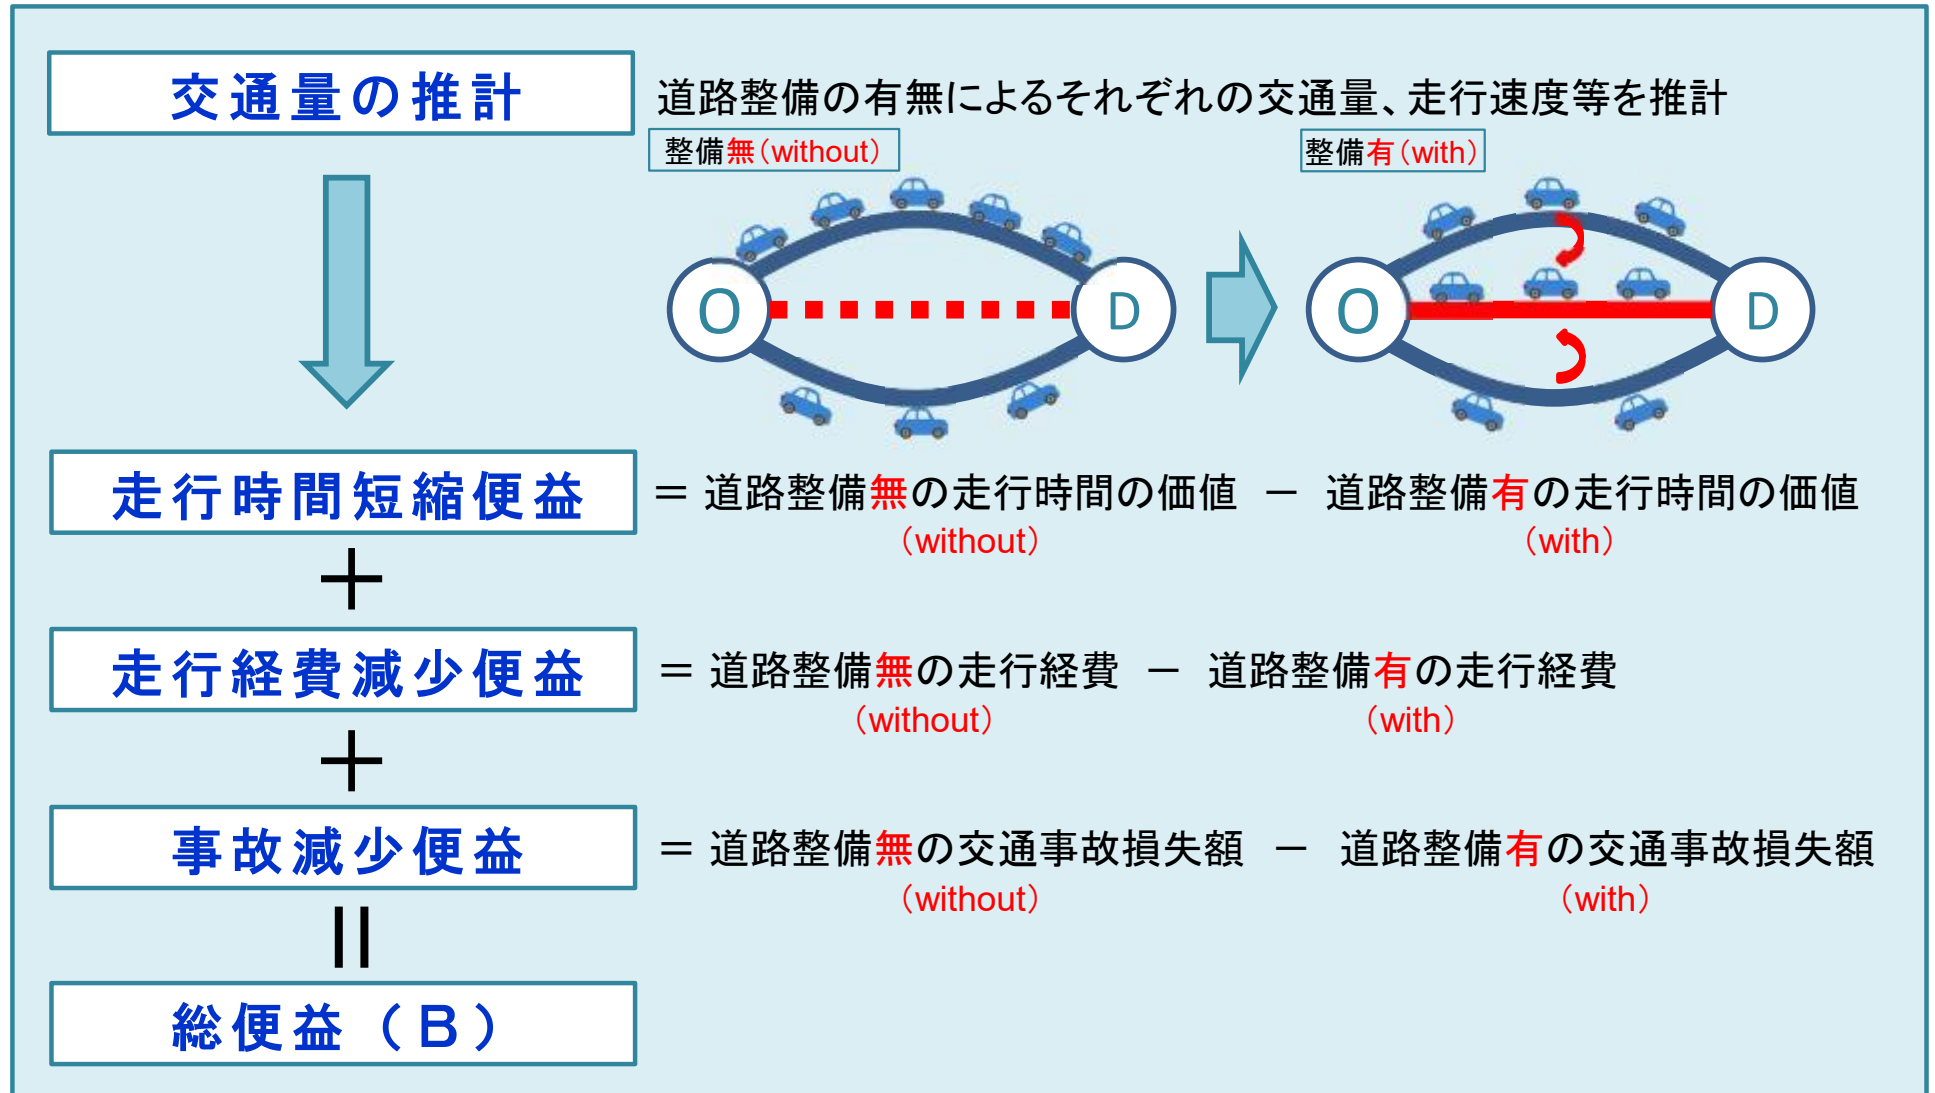 交通量の推計
道路整備の有無によるそれぞれの交通量、走行速度等を推計
整備無（without）
整備有（with）
O
D
O
D
走行時間短縮便益
＝ 道路整備無の走行時間の価値 － 道路整備有の走行時間の価値
（without）
（with）
＋
走行経費減少便益
＝ 道路整備無の走行経費 － 道路整備有の走行経費
（without）
（with）
＋
事故減少便益
＝ 道路整備無の交通事故損失額 － 道路整備有の交通事故損失額
（without）
（with）
＝
総便益（Ｂ）